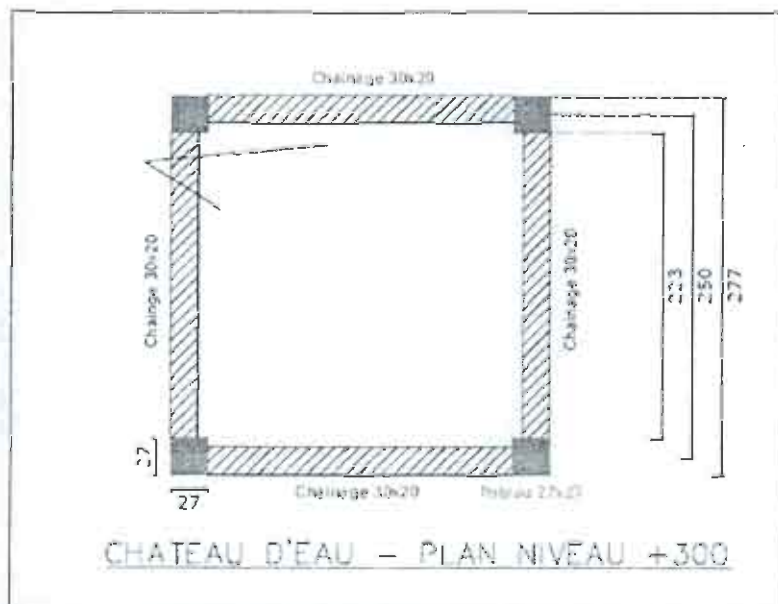 Chainage 30x20
Chainge 30x20
Chainage 30x20
223
250
277
27
27
Chainage 30x20
Poteau 27x27
CHATEAU D'EAU – PLAN NIVEAU +300